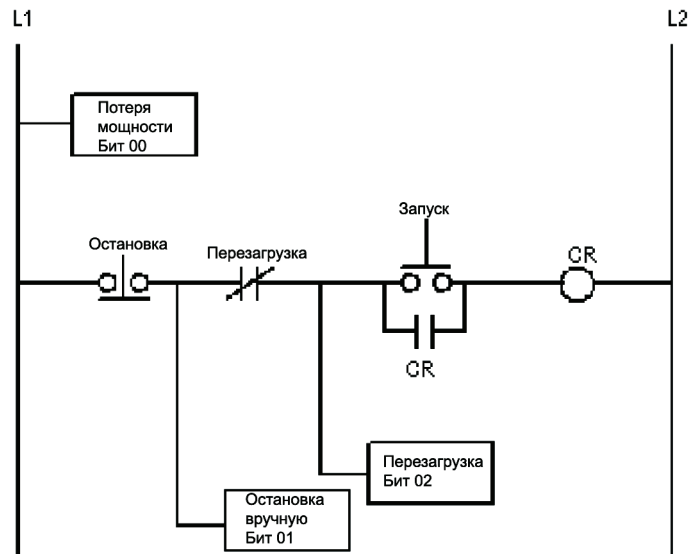 L1
L2
Потеря
мощности
Бит 00
Запуск
Остановка
Перезагрузка
CR
CR
Перезагрузка
Бит 02
Остановка
вручную
Бит 01